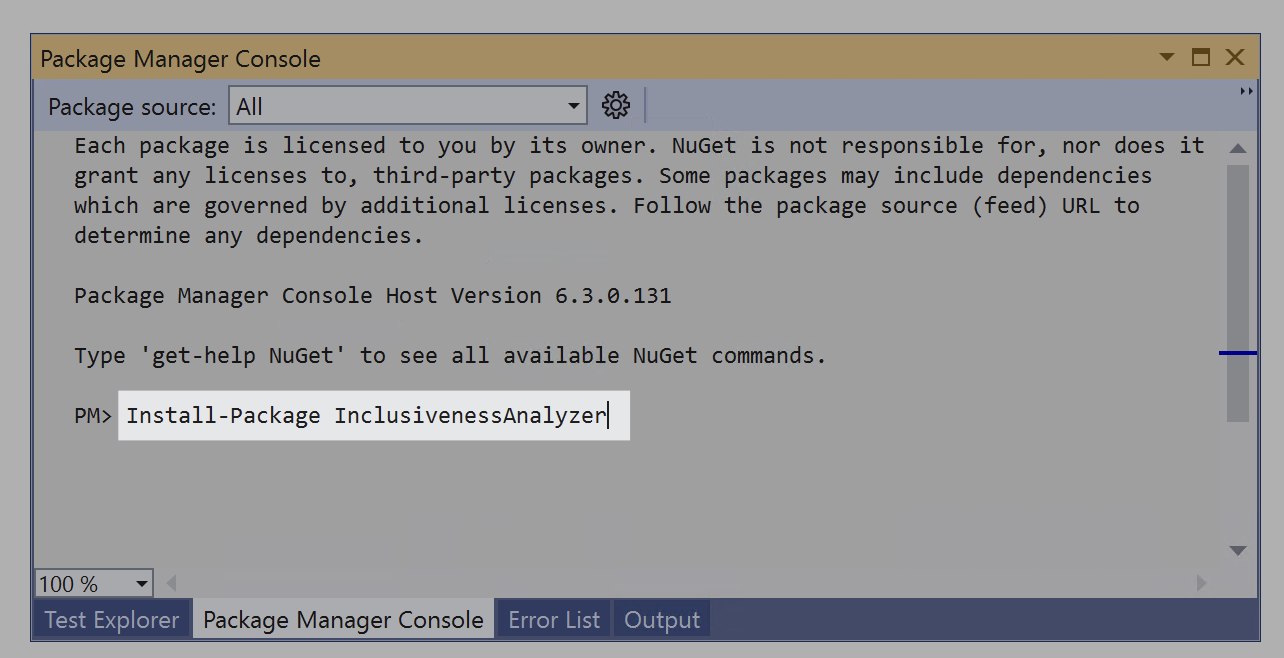 Package Manager Console
Package source: All
Each package is licensed to you by its owner. NuGet is not responsible for, nor does it
grant any licenses to, third-party packages. Some packages may include dependencies
which are governed by additional licenses. Follow the package source (feed) URL to
determine any dependencies.
Package Manager Console Host Version 6.3.0.131
Type 'get-help NuGet' to see all available NuGet commands.
PM> Install-Package InclusivenessAnalyzer
100 %
Test Explorer Package Manager Console Error List Output